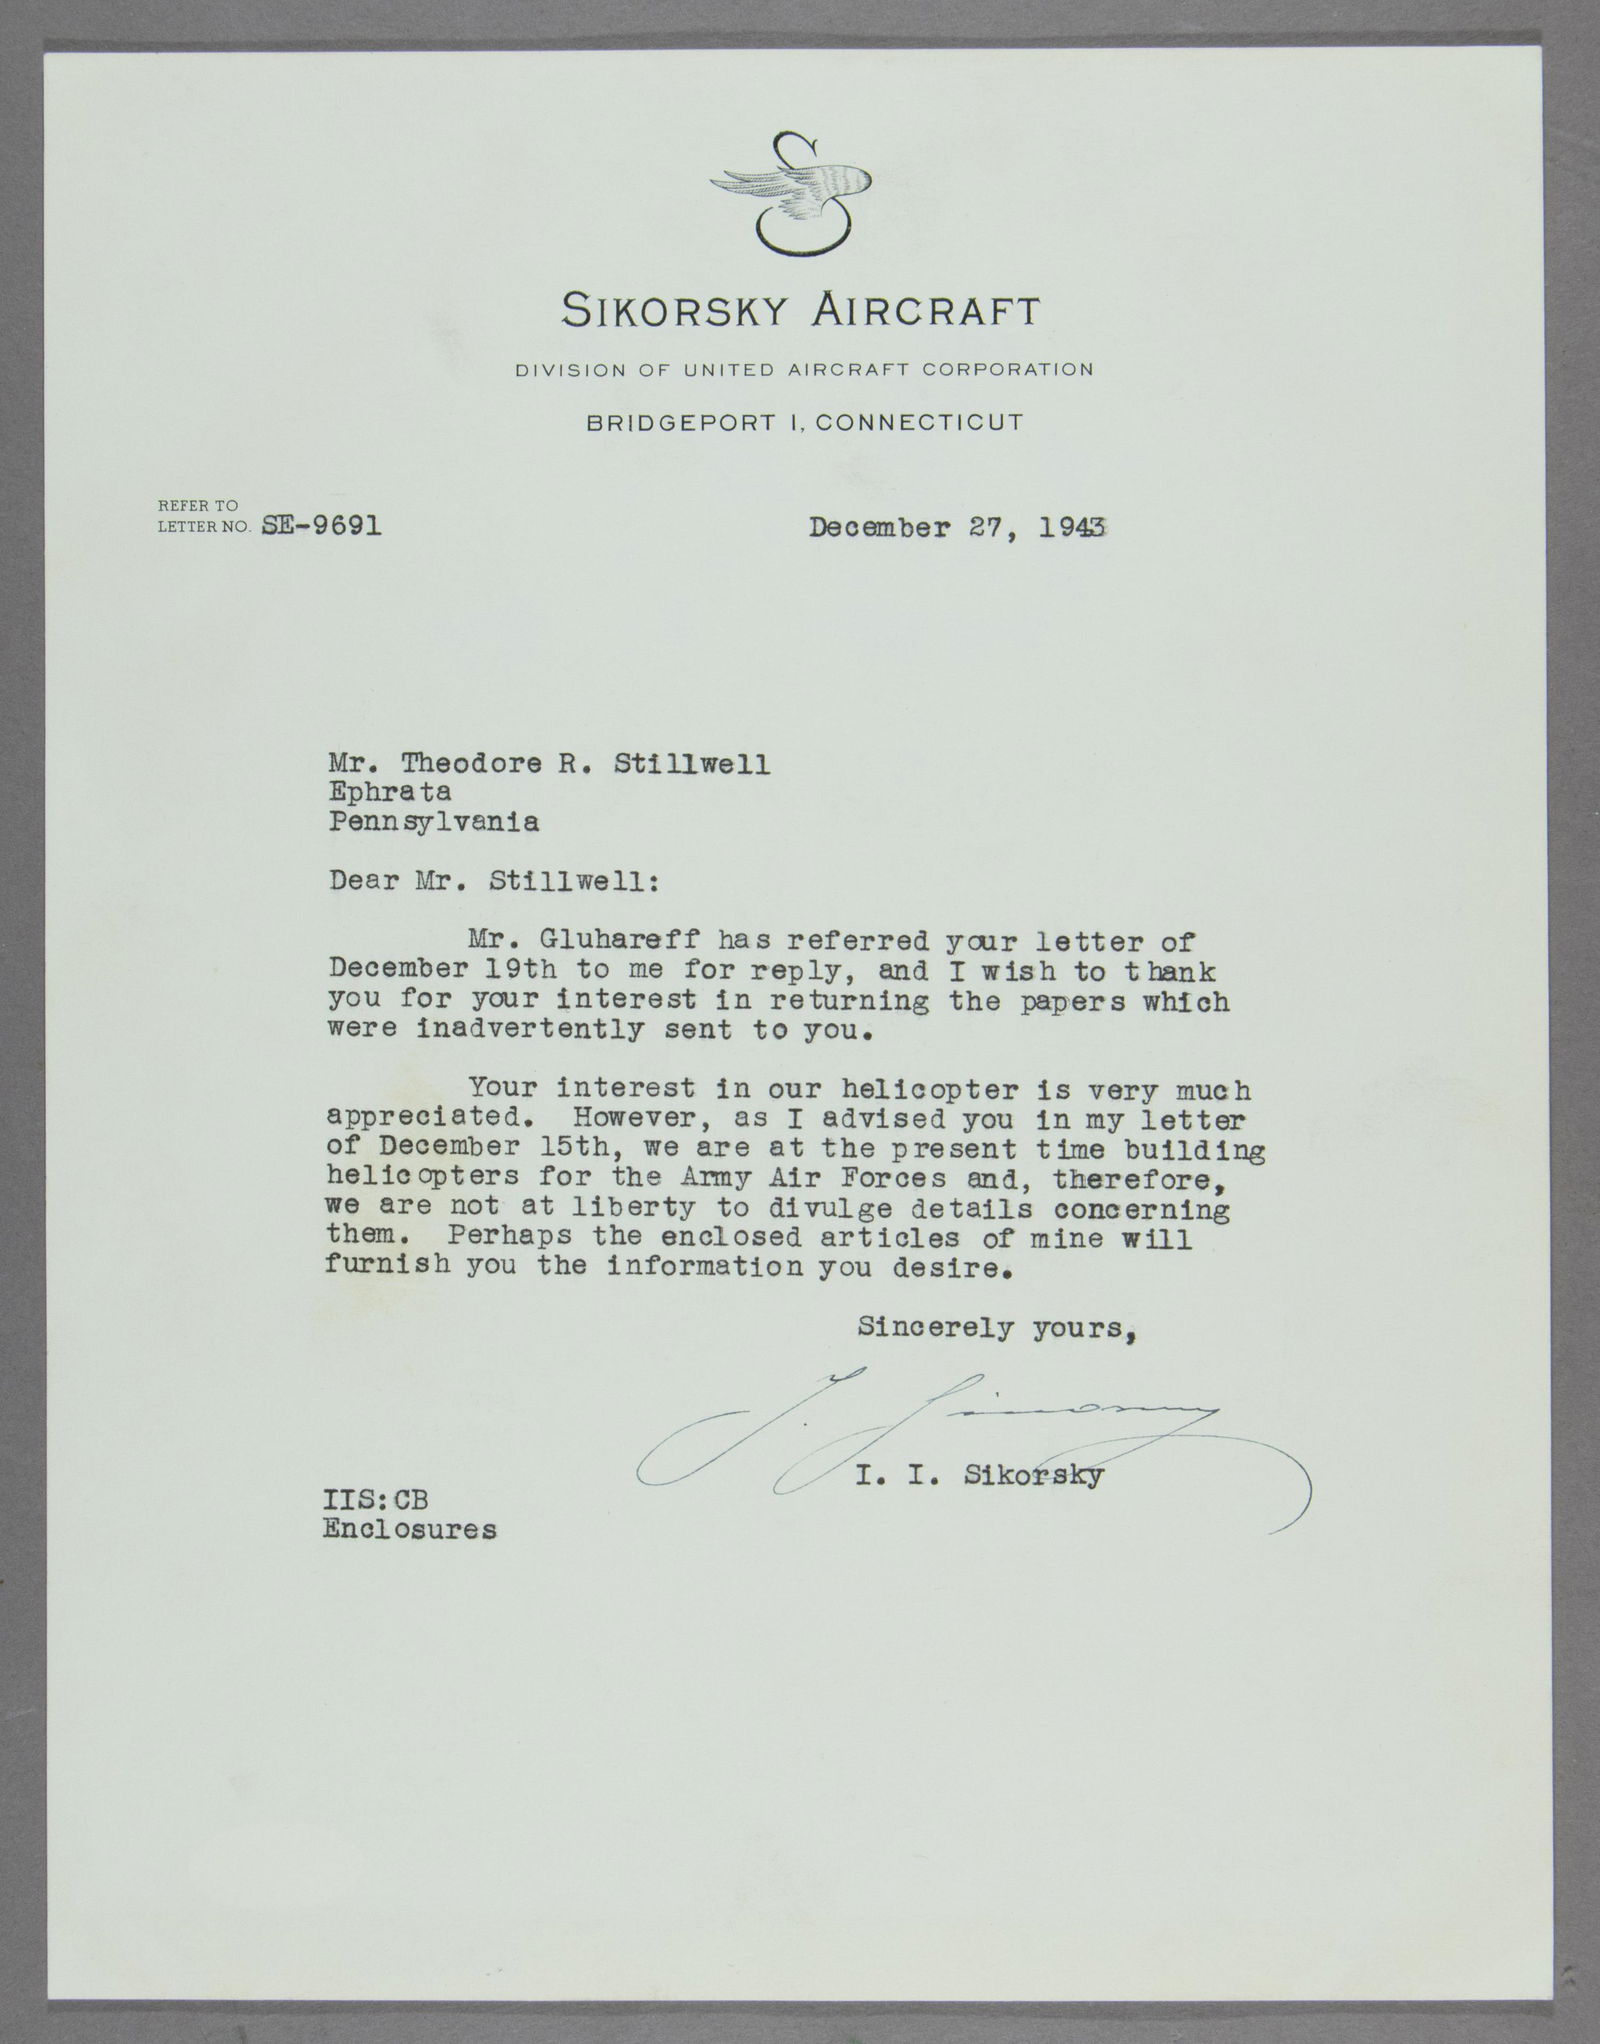 SIKORSKY AIRCRAFT
DIVISION OF UNITED AIRCRAFT CORPORATION
BRIDGEPORT 1, CONNECTICUT
REFER TO
LETTER NO. SE-9691
December 27, 1943
Mr. Theodore R. Stillwell
Ephrata
Pennsylvania
Dear Mr. Stillwell:
Mr. Gluhareff has referred your letter of
December 19th to me for reply, and I wish to thank
you for your interest in returning the papers which
were inadvertently sent to you.
Your interest in our helicopter is very much
appreciated. However, as I advised you in my letter
of December 15th, we are at the present time building
helicopters for the Army Air Forces and, therefore,
we are not at liberty to divulge details concerning
them. Perhaps the enclosed articles of mine will
furnish you the information you desire.
Sincerely yours,
I. Sikorsky
I. I. Sikorsky
IIS:CB
Enclosures